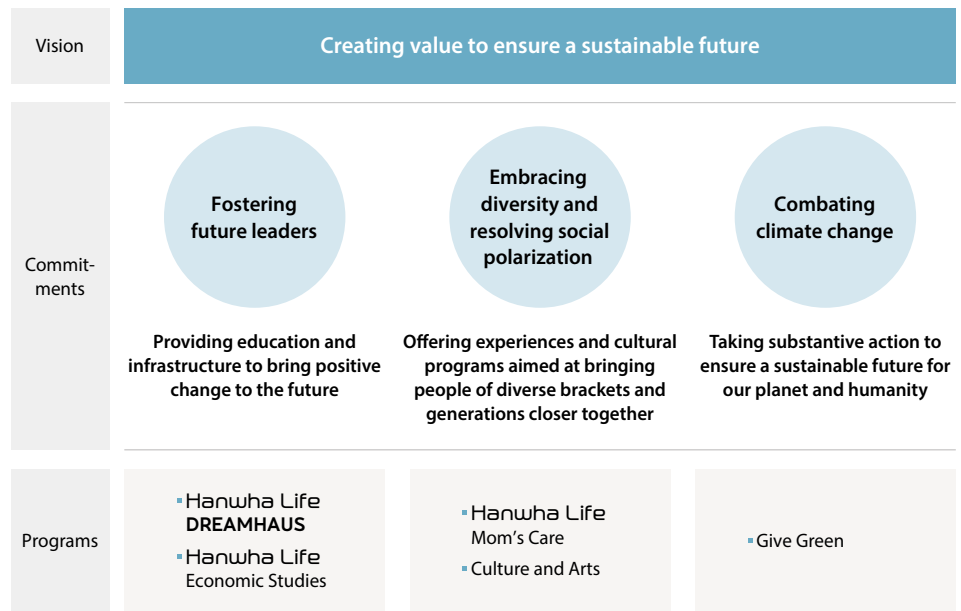 Vision
Creating value to ensure a sustainable future
Commit-
ments
Fostering
future leaders
Embracing
diversity and
resolving social
polarization
Combating
climate change
Providing education and
infrastructure to bring positive
change to the future
Offering experiences and cultural
programs aimed at bringing
people of diverse brackets and
generations closer together
Taking substantive action to
ensure a sustainable future for
our planet and humanity
Programs
Hanwha Life
DREAMHAUS
Hanwha Life
Economic Studies
Hanwha Life
Mom’s Care
Culture and Arts
Give Green